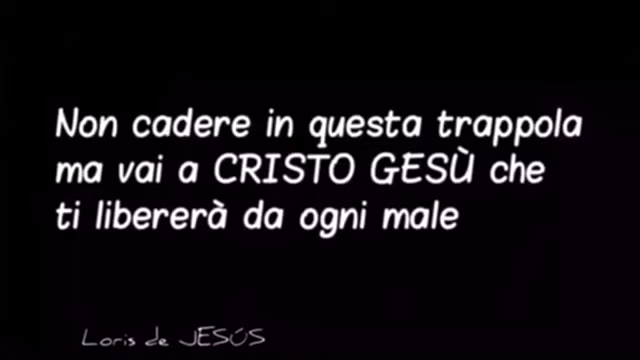 Non cadere in questa trappola
ma vai a CRISTO GESÙ che
ti libererà da ogni male
Loris de JESÚS